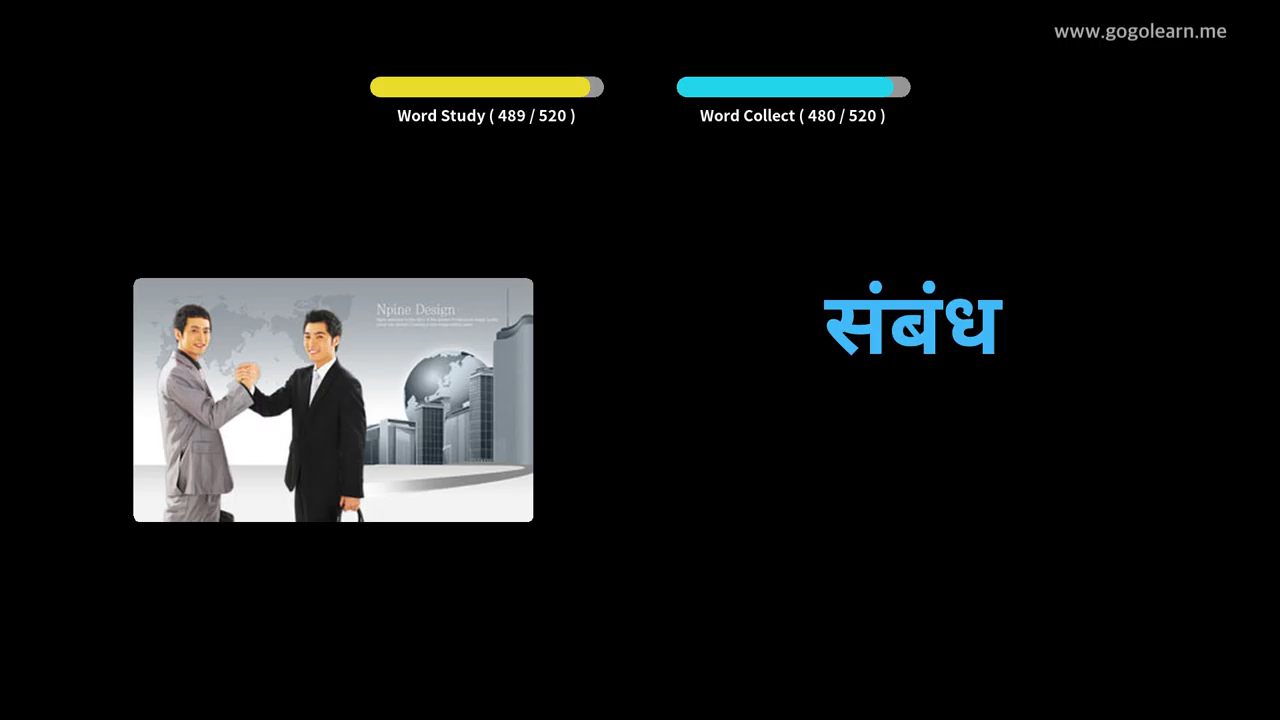 www.gogolearn.me
Word Study ( 489 / 520 )
Word Collect ( 480 / 520 )
Npine Design
संबंध